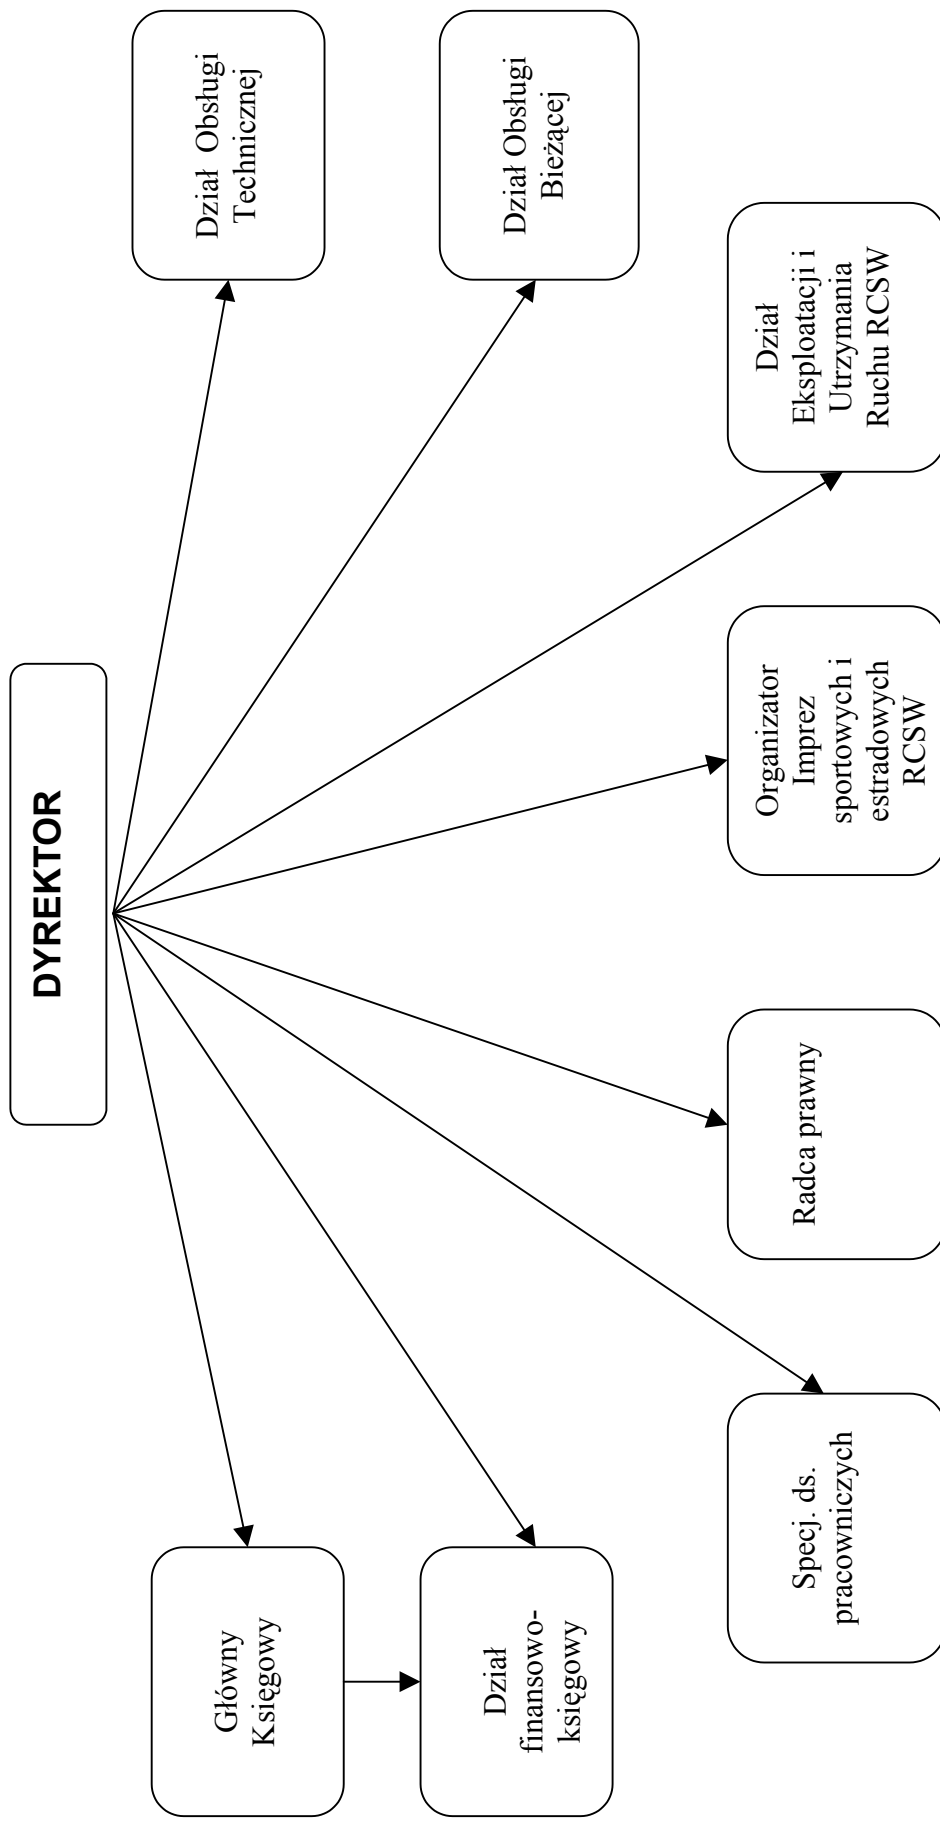 DYREKTOR
Główny
Księgowy
Dział Obsługi
Technicznej
Dział
finansowo-
księgowy
Dział Obsługi
Bieżącej
Specj. ds.
pracowniczych
Radca prawny
Organizator
Imprez
sportowych i
estradowych
RCSW
Dział
Eksploatacji i
Utrzymania
Ruchu RCSW